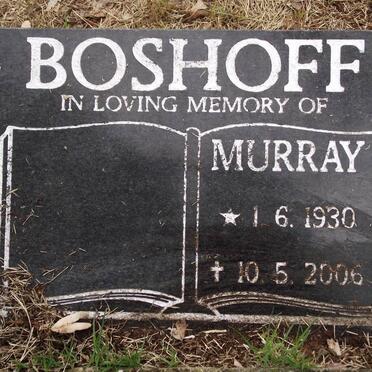 BOSHOFF
IN LOVING MEMORY OF
MURRAY
★ 1.6.1930
✝ 10.5.2006